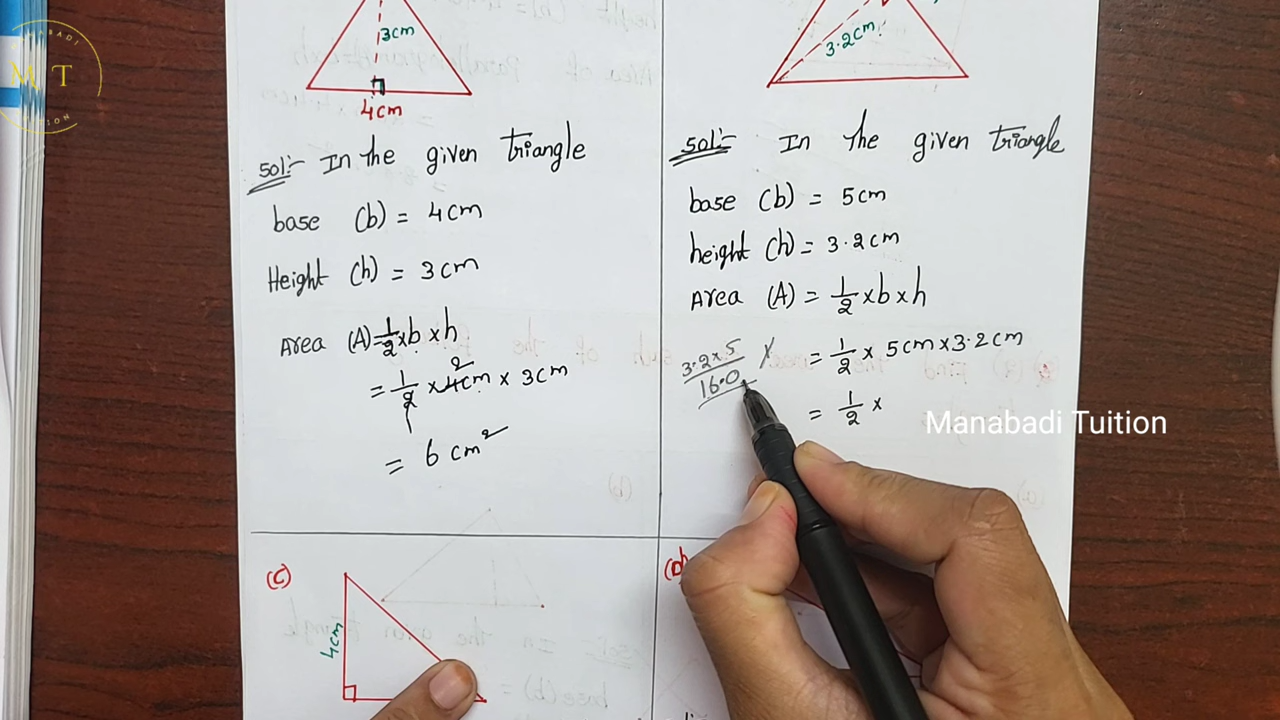 M T
3cm
4cm
Sol:- In the given triangle
base (b) = 4cm
Height (h) = 3cm
Area (A)=1/2×b×h
= 1/2 × 4cm × 3cm
2
1
= 6 cm²
(c)
4cm
3.2cm
Sol:- In the given triangle
base (b) = 5cm
height (h) = 3.2cm
Area (A) = 1/2×b×h
= 1/2 × 5cm×3.2cm
3.2×5
16.0
= 1/2 ×
Manabadi Tuition
(d)